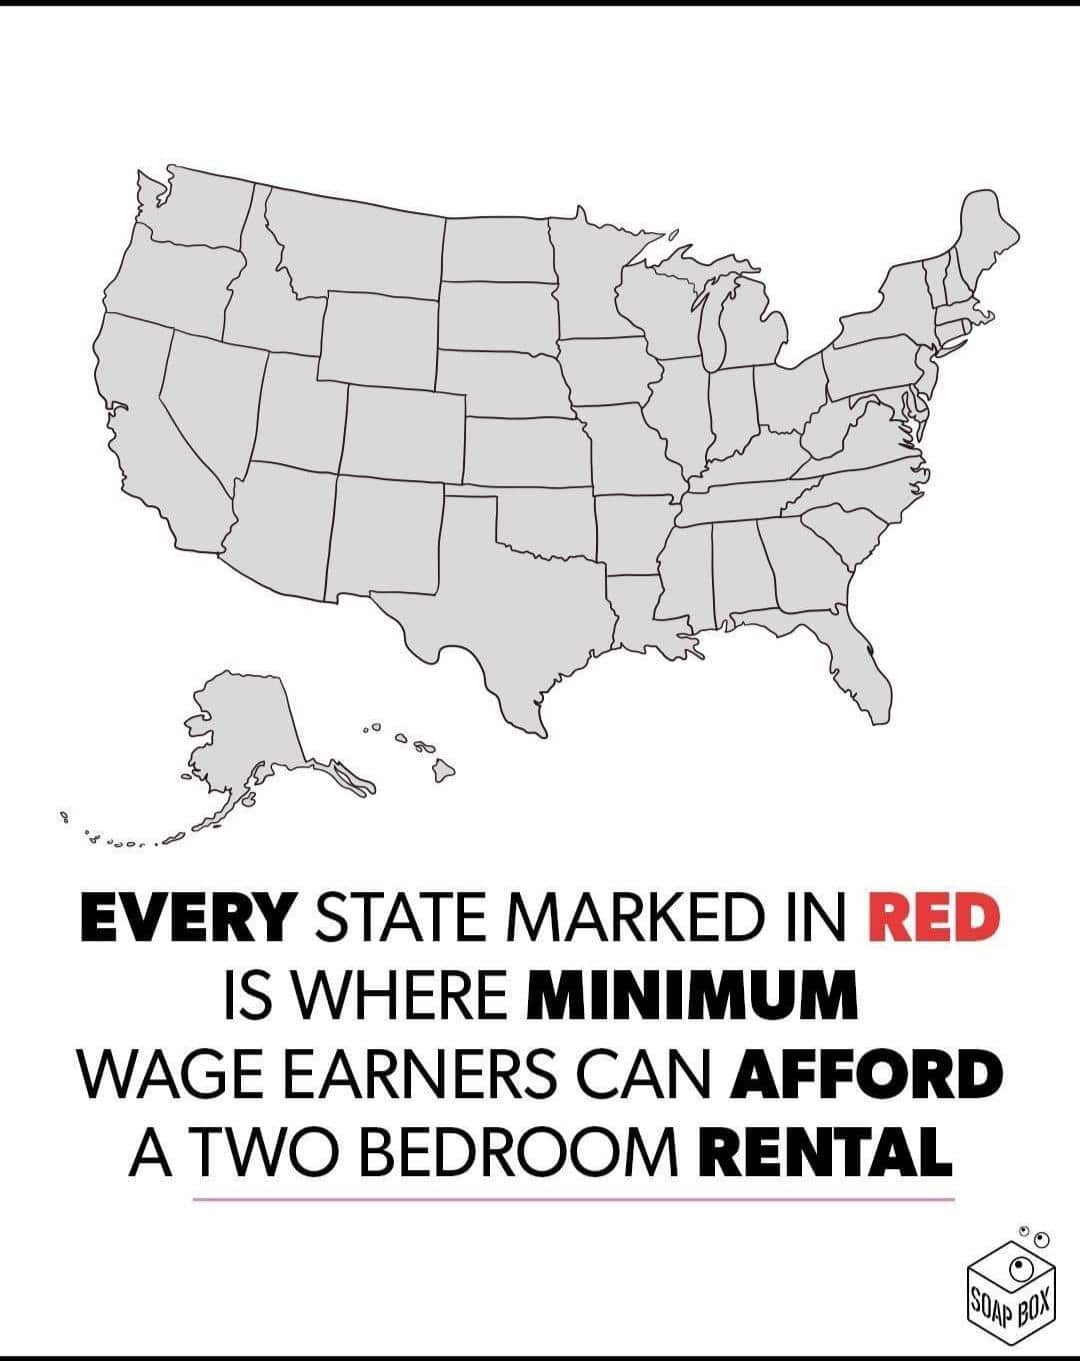 EVERY STATE MARKED IN RED
IS WHERE MINIMUM
WAGE EARNERS CAN AFFORD
A TWO BEDROOM RENTAL
SOAP BOX